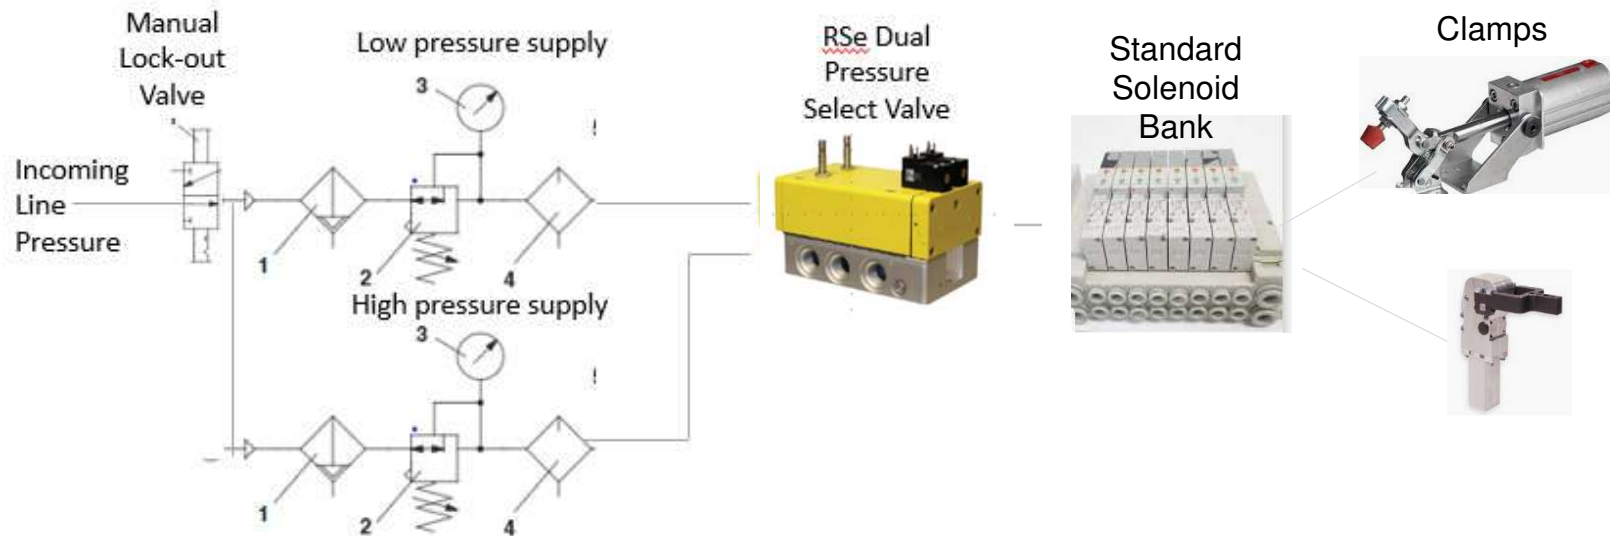 Manual
Lock-out
Valve
Incoming
Line
Pressure
Low pressure supply
3
1
2
4
High pressure supply
3
1
2
4
RSe Dual
Pressure
Select Valve
Standard
Solenoid
Bank
Clamps